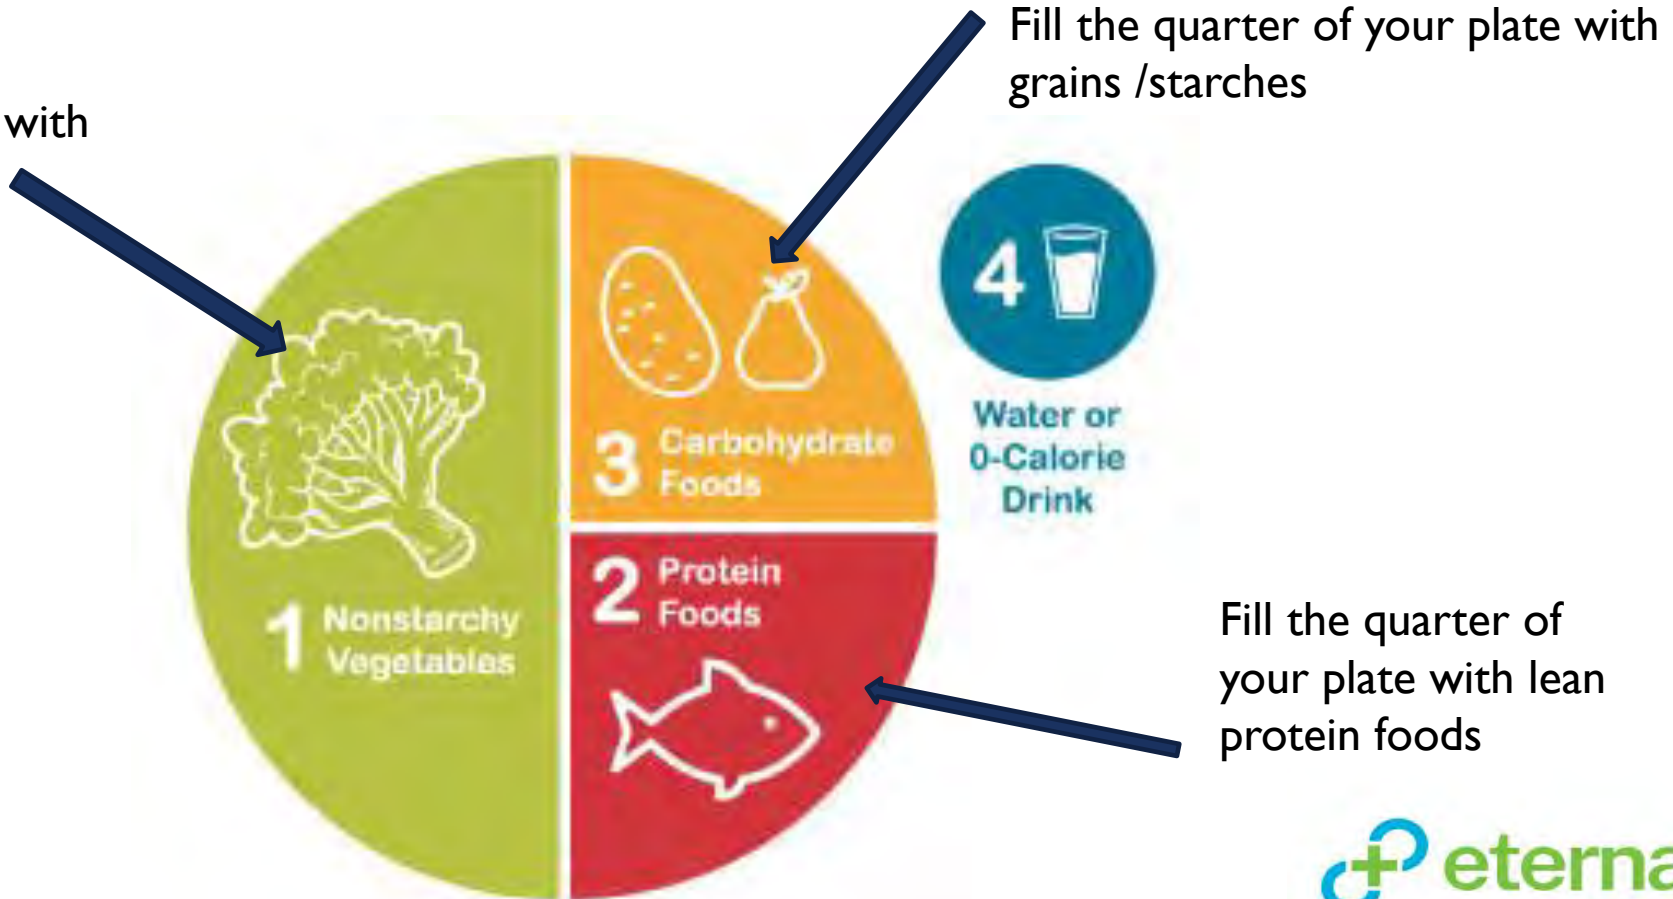 Fill the quarter of your plate with
grains /starches
with
4
Water or
0-Calorie
Drink
3 Carbohydrate
Foods
2 Protein
Foods
1 Nonstarchy
Vegetables
Fill the quarter of
your plate with lean
protein foods
eterna